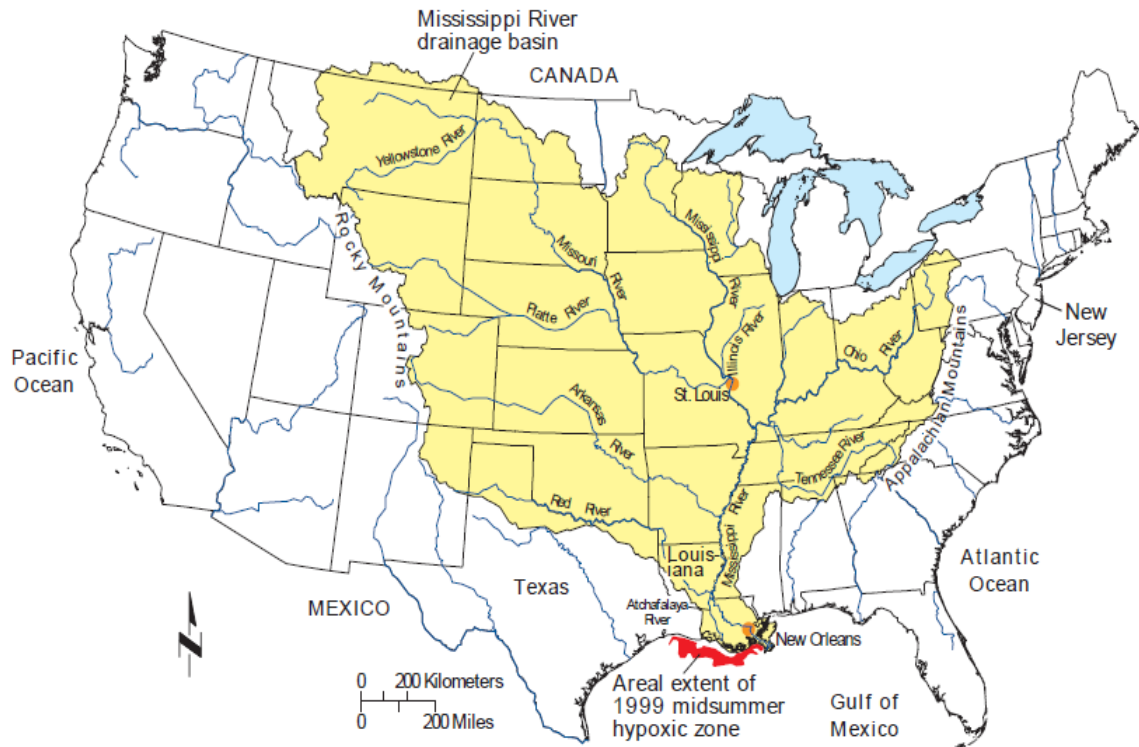 Mississippi River
drainage basin
CANADA
Yellowstone River
Rocky Mountains
Missouri
River
Mississippi
River
Platte River
Illinois River
Ohio River
New
Jersey
Pacific
Ocean
St. Louis
Arkansas
River
Tennessee River
Appalachian Mountains
Red River
Mississippi River
Louis-
iana
Atlantic
Ocean
Texas
MEXICO
Atchafalaya
River
New Orleans
N
0 200 Kilometers
0 200 Miles
Areal extent of
1999 midsummer
hypoxic zone
Gulf of
Mexico